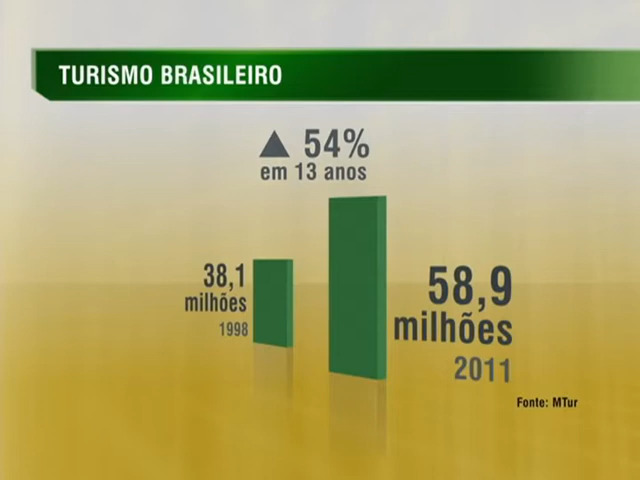 TURISMO BRASILEIRO
▲ 54%
em 13 anos
38,1
milhões
1998
58,9
milhões
2011
Fonte: MTur